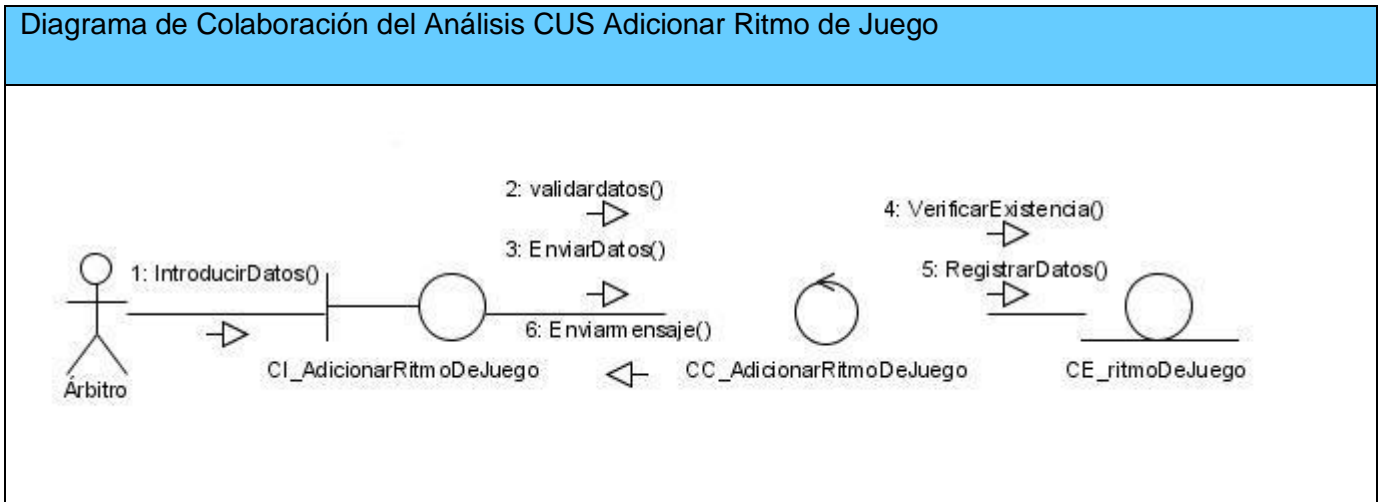 Diagrama de Colaboración del Análisis CUS Adicionar Ritmo de Juego
2: validardatos()
4: VerificarExistencia()
3: EnviarDatos()
1: IntroducirDatos()
5: RegistrarDatos()
6: Enviarmensaje()
CI_AdicionarRitmoDeJuego
CC_AdicionarRitmoDeJuego
CE_ritmoDeJuego
Árbitro